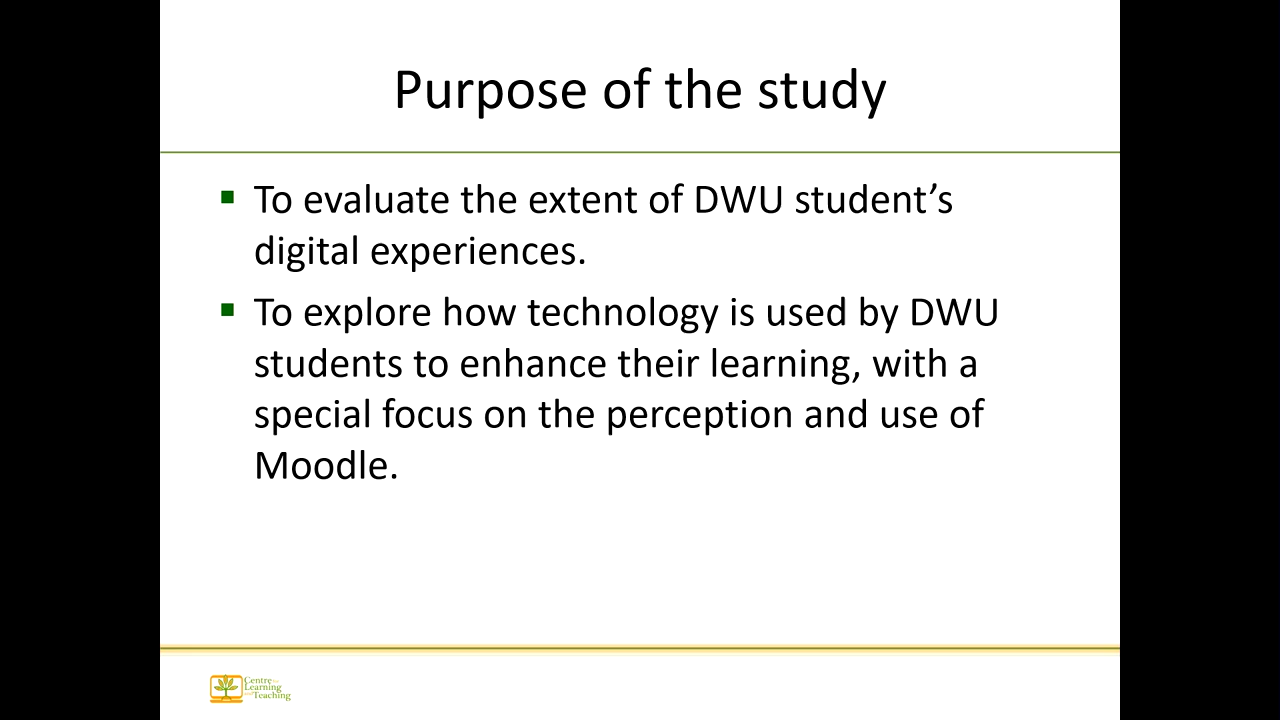 Purpose of the study
To evaluate the extent of DWU student’s
digital experiences.
To explore how technology is used by DWU
students to enhance their learning, with a
special focus on the perception and use of
Moodle.
Centre
Learning
Teaching